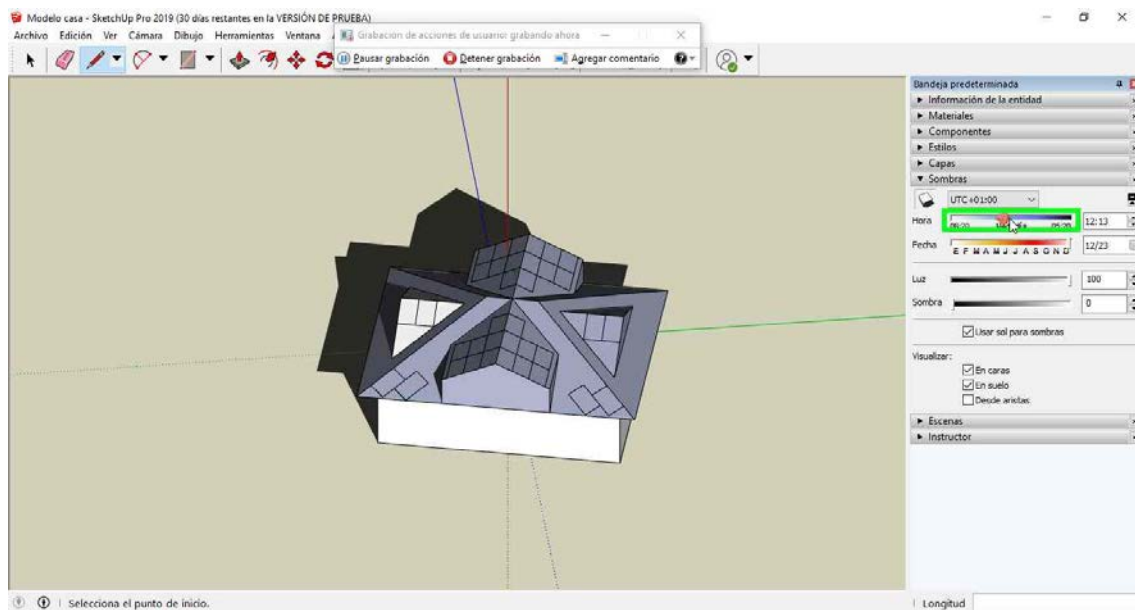 Modelo casa - SketchUp Pro 2019 (30 días restantes en la VERSIÓN DE PRUEBA)
Archivo Edición Ver Cámara Dibujo Herramientas Ventana
Grabación de acciones de usuario grabando ahora
Pausar grabación Detener grabación Agregar comentario
Bandeja predeterminada
Información de la entidad
Materiales
Componentes
Estilos
Capas
Sombras
UTC+01:00
Hora 12:13
Fecha E F M A M J J A S O N D 12/23
Luz 100
Sombra 0
Usar sol para sombras
Visualizar:
En caras
En suelo
Desde aristas
Escenas
Instructor
Selecciona el punto de inicio. Longitud